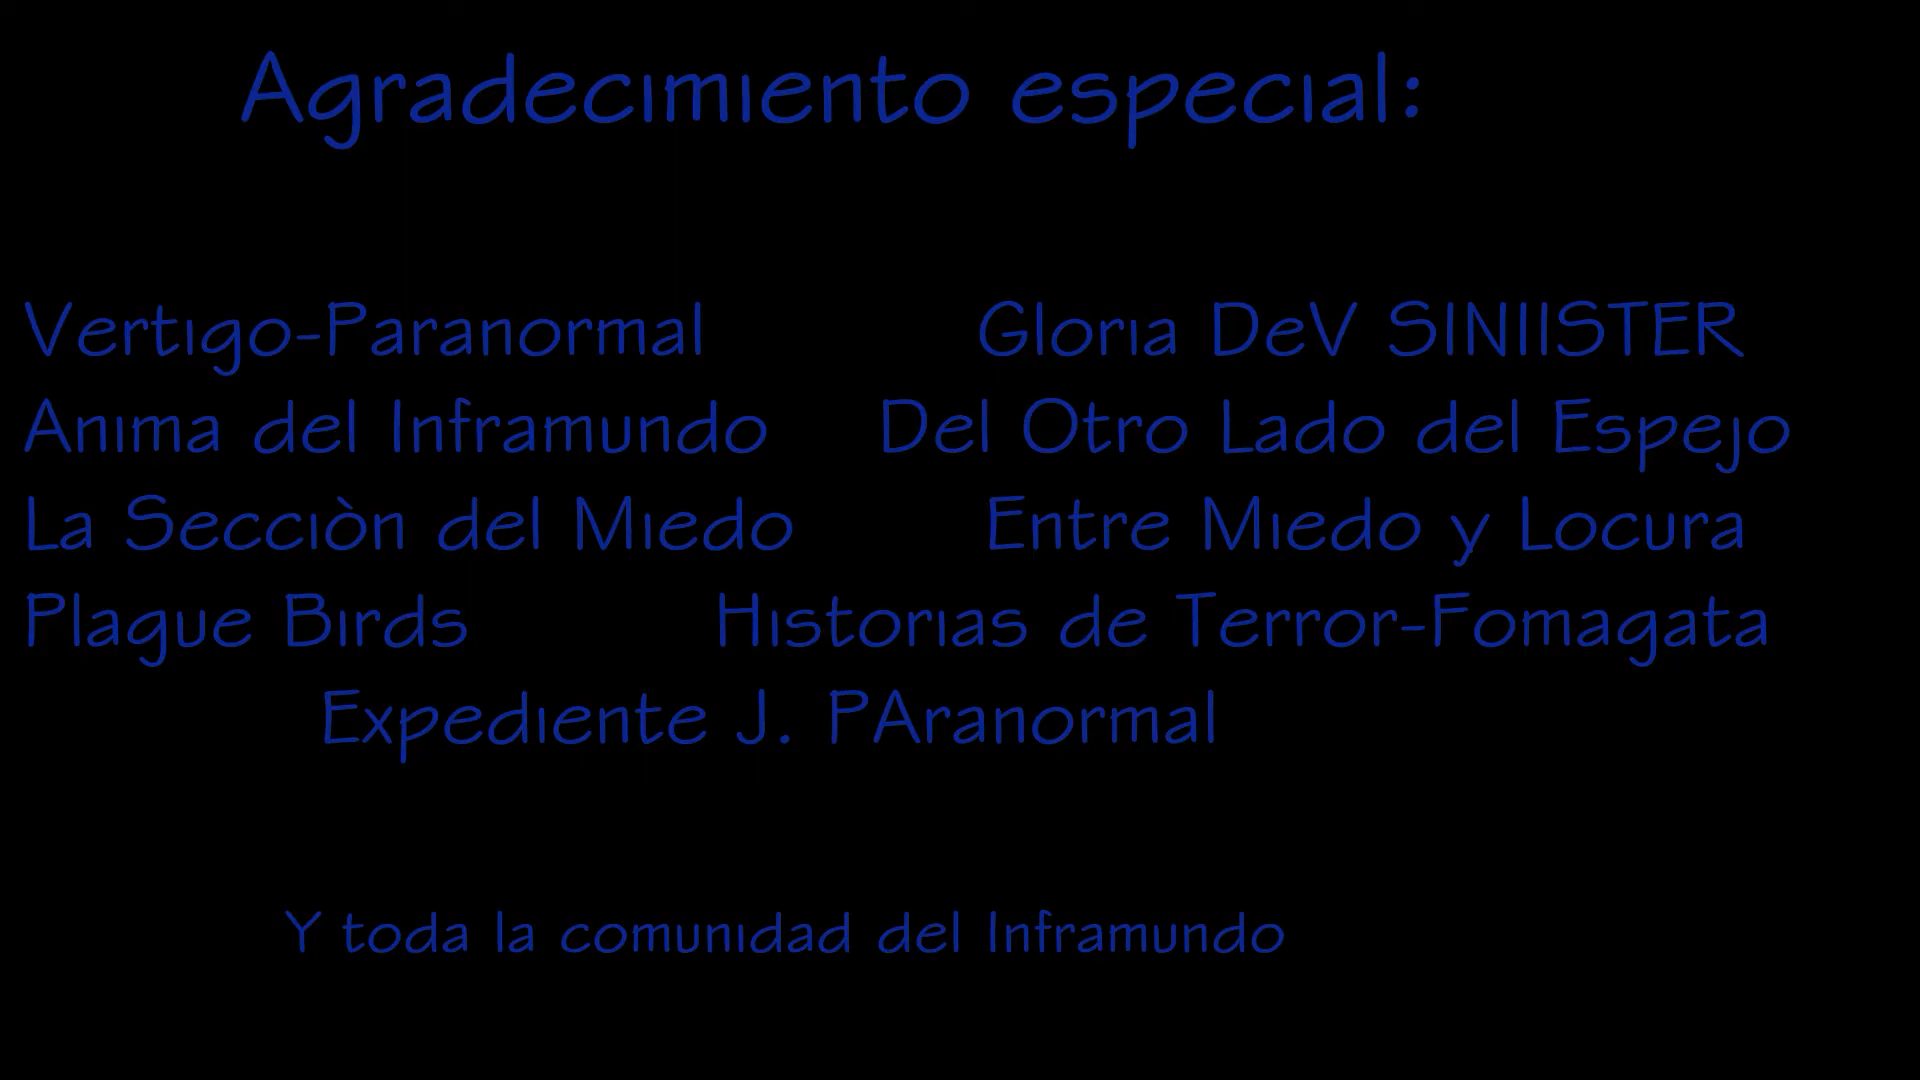 Agradecimiento especial:
Vertigo-Paranormal Gloria DeV SINIISTER
Anima del Inframundo Del Otro Lado del Espejo
La Secciòn del Miedo Entre Miedo y Locura
Plague Birds Historias de Terror-Fomagata
Expediente J. PAranormal
Y toda la comunidad del Inframundo